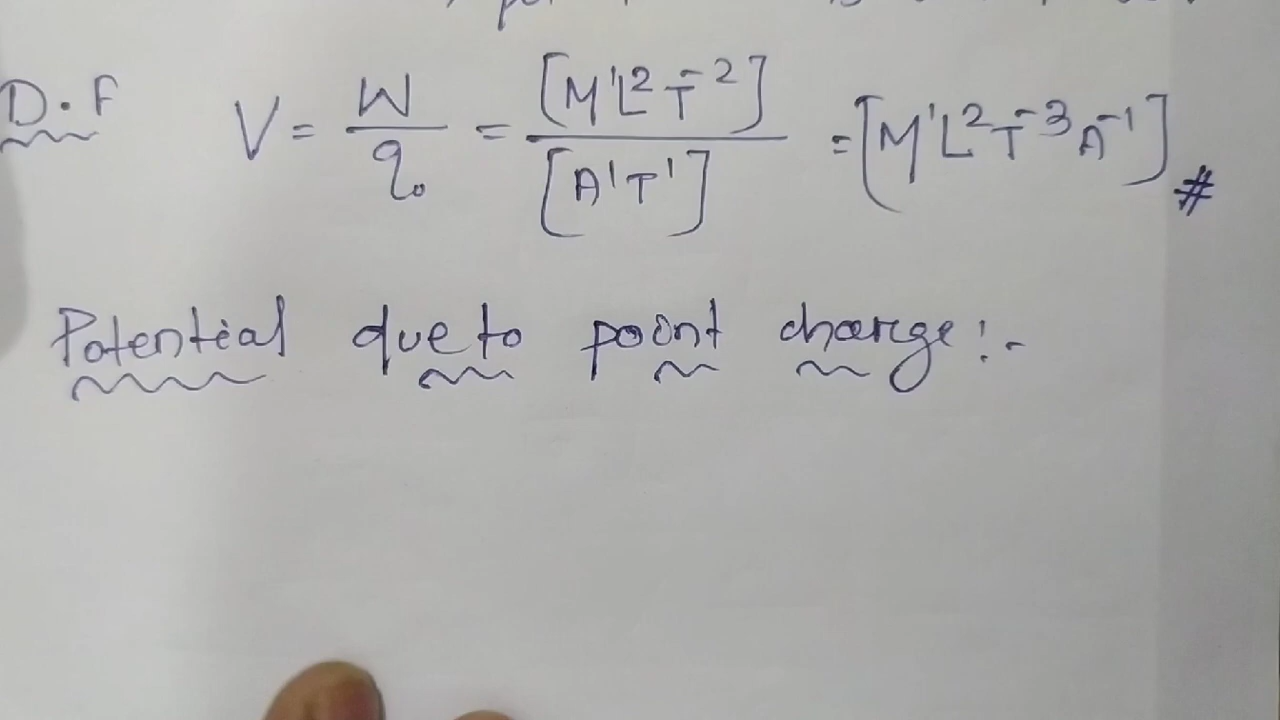 D.F V = W/q₀ = [M¹L²T⁻²]/[A¹T¹] = [M¹L²T⁻³A⁻¹] #
Potential due to point charge:-